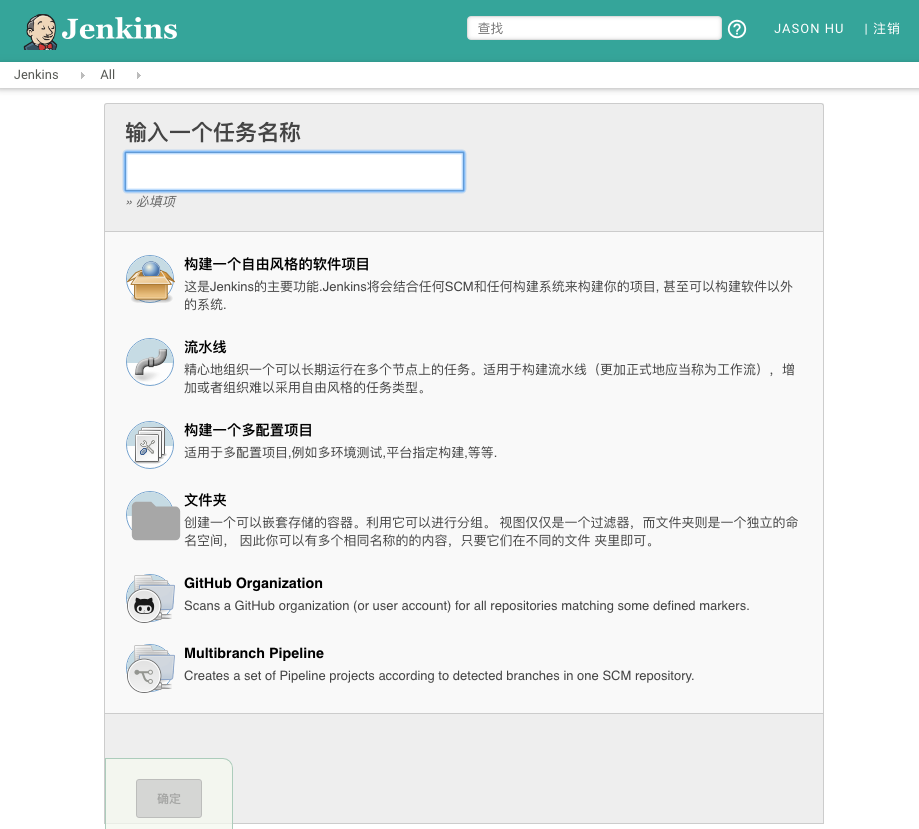 Jenkins
查找
JASON HU
| 注销
Jenkins
All
输入一个任务名称
» 必填项
构建一个自由风格的软件项目
这是Jenkins的主要功能.Jenkins将会结合任何SCM和任何构建系统来构建你的项目, 甚至可以构建软件以外
的系统.
流水线
精心地组织一个可以长期运行在多个节点上的任务。适用于构建流水线（更加正式地应当称为工作流），增
加或者组织难以采用自由风格的任务类型。
构建一个多配置项目
适用于多配置项目,例如多环境测试,平台指定构建,等等.
文件夹
创建一个可以嵌套存储的容器。利用它可以进行分组。 视图仅仅是一个过滤器，而文件夹则是一个独立的命
名空间， 因此你可以有多个相同名称的的内容，只要它们在不同的文件 夹里即可。
GitHub Organization
Scans a GitHub organization (or user account) for all repositories matching some defined markers.
Multibranch Pipeline
Creates a set of Pipeline projects according to detected branches in one SCM repository.
确定